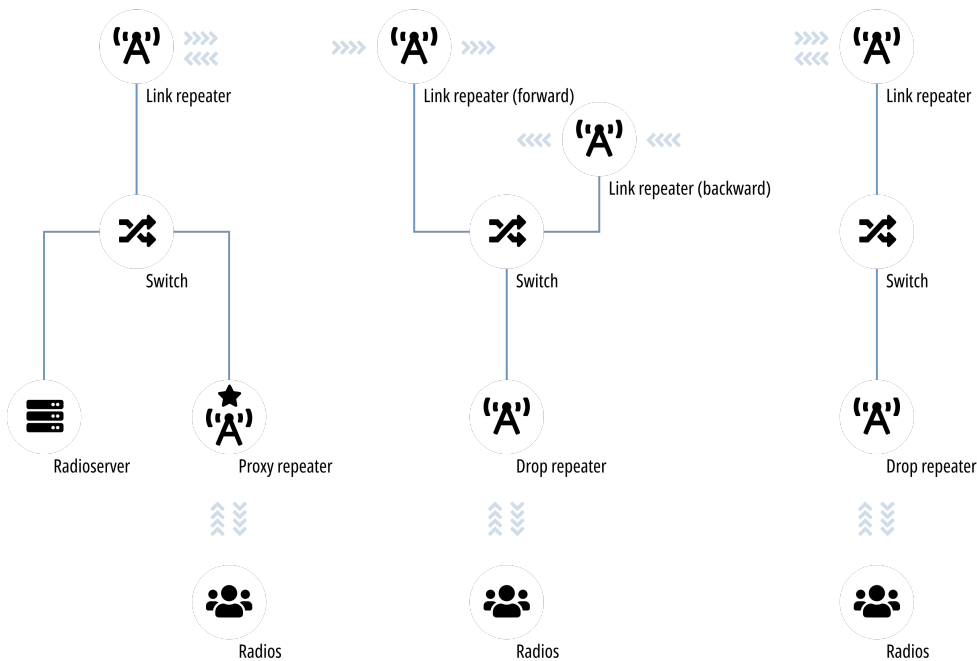 Link repeater
Link repeater (forward)
Link repeater
Link repeater (backward)
Switch
Switch
Switch
Radioserver
Proxy repeater
Drop repeater
Drop repeater
Radios
Radios
Radios